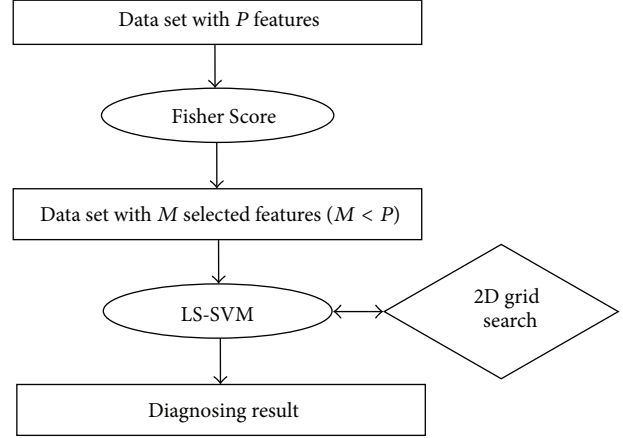 Data set with P features
Fisher Score
Data set with M selected features (M < P)
LS-SVM
2D grid
search
Diagnosing result